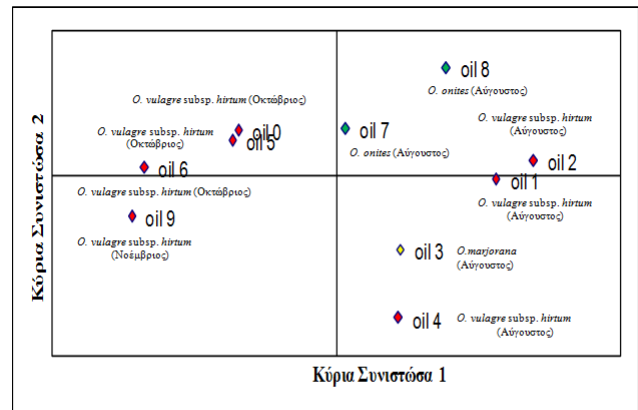 oil 8
O. onites (Αύγουστος)
O. vulagre subsp. hirtum (Οκτώβριος)
O. vulagre subsp. hirtum
(Αύγουστος)
O. vulagre subsp. hirtum
(Οκτώβριος)
oil 0
oil 5
oil 7
O. onites (Αύγουστος)
oil 2
oil 6
oil 1
O. vulagre subsp. hirtum (Οκτώβριος)
O. vulagre subsp. hirtum
(Αύγουστος)
oil 9
O. vulagre subsp. hirtum
(Νοέμβριος)
oil 3
O.marjorana
(Αύγουστος)
oil 4
O. vulagre subsp. hirtum
(Αύγουστος)
Κύρια Συνιστώσα 2
Κύρια Συνιστώσα 1